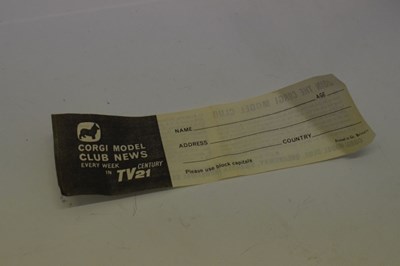 CORGI MODEL
CLUB NEWS
EVERY WEEK
IN CENTURY TV21
AGE
NAME
ADDRESS
COUNTRY
Please use block capitals